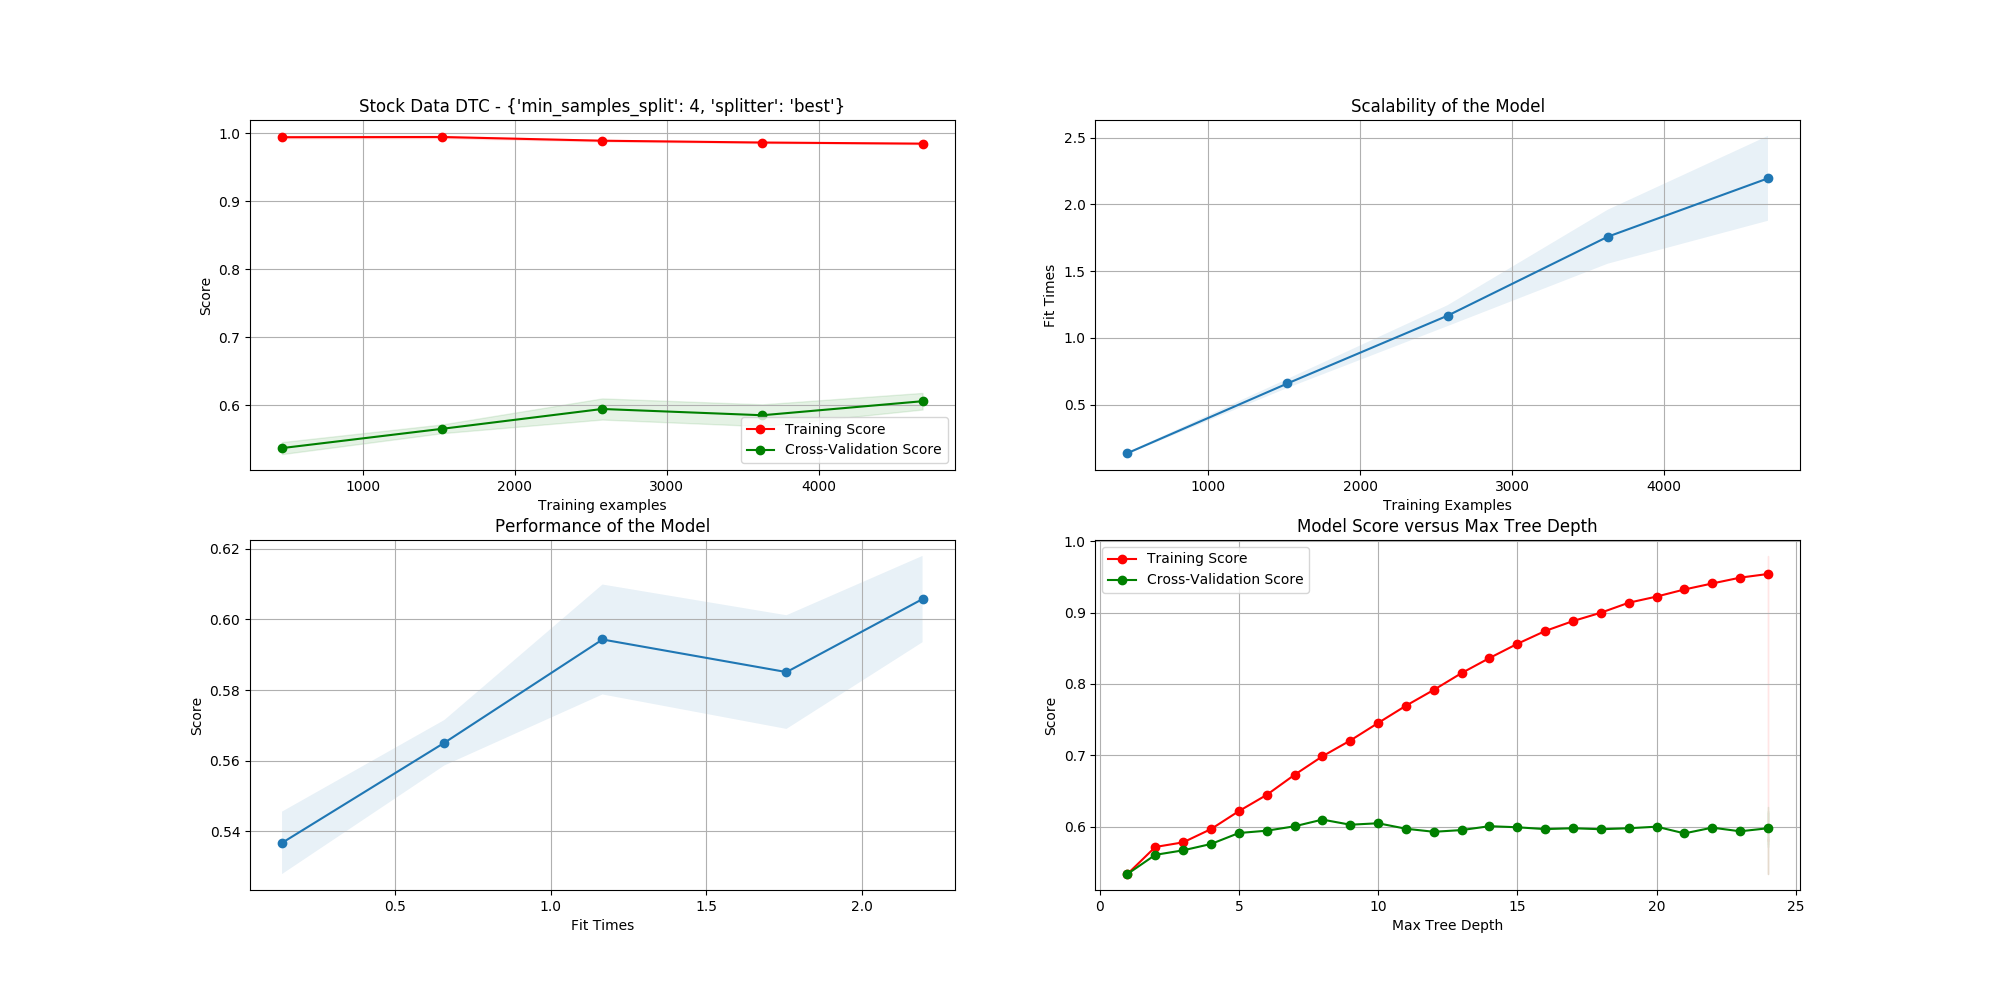 Stock Data DTC - {'min_samples_split': 4, 'splitter': 'best'}
1.0
0.9
0.8
0.7
0.6
Score
Training Score
Cross-Validation Score
1000 2000 3000 4000
Training examples
Scalability of the Model
2.5
2.0
1.5
1.0
0.5
Fit Times
1000 2000 3000 4000
Training Examples
Performance of the Model
0.62
0.60
0.58
0.56
0.54
Score
0.5 1.0 1.5 2.0
Fit Times
Model Score versus Max Tree Depth
1.0
0.9
0.8
0.7
0.6
Score
Training Score
Cross-Validation Score
0 5 10 15 20 25
Max Tree Depth